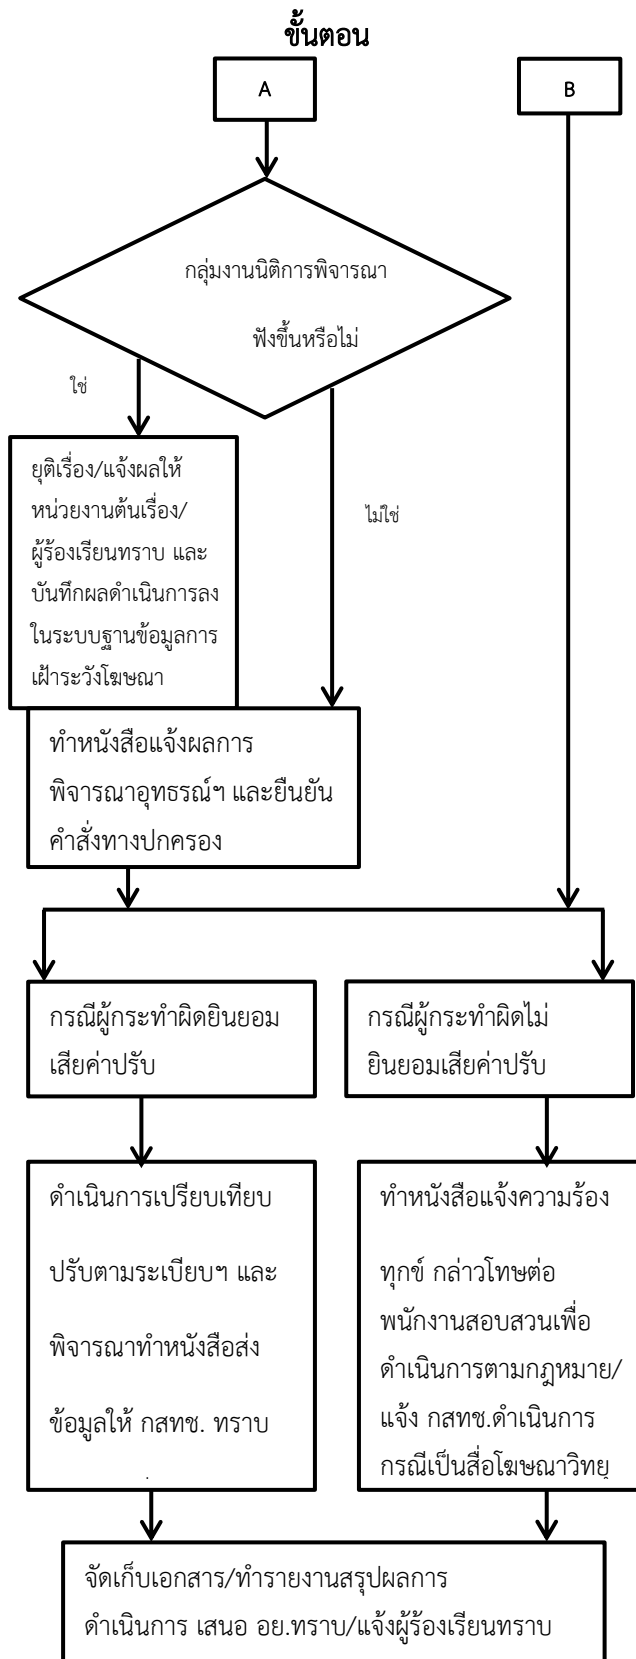 ขั้นตอน
A
B
กลุ่มงานนิติการพิจารณา
ฟังขึ้นหรือไม่
ใช่
ไม่ใช่
ยุติเรื่อง/แจ้งผลให้
หน่วยงานต้นเรื่อง/
ผู้ร้องเรียนทราบ และ
บันทึกผลดำเนินการลง
ในระบบฐานข้อมูลการ
เฝ้าระวังโฆษณา
ทำหนังสือแจ้งผลการ
พิจารณาอุทธรณ์ฯ และยืนยัน
คำสั่งทางปกครอง
กรณีผู้กระทำผิดยินยอม
เสียค่าปรับ
กรณีผู้กระทำผิดไม่
ยินยอมเสียค่าปรับ
ดำเนินการเปรียบเทียบ
ปรับตามระเบียบฯ และ
พิจารณาทำหนังสือส่ง
ข้อมูลให้ กสทช. ทราบ
ทำหนังสือแจ้งความร้อง
ทุกข์ กล่าวโทษต่อ
พนักงานสอบสวนเพื่อ
ดำเนินการตามกฎหมาย/
แจ้ง กสทช.ดำเนินการ
กรณีเป็นสื่อโฆษณาวิทยุ
จัดเก็บเอกสาร/ทำรายงานสรุปผลการ
ดำเนินการ เสนอ อย.ทราบ/แจ้งผู้ร้องเรียนทราบ